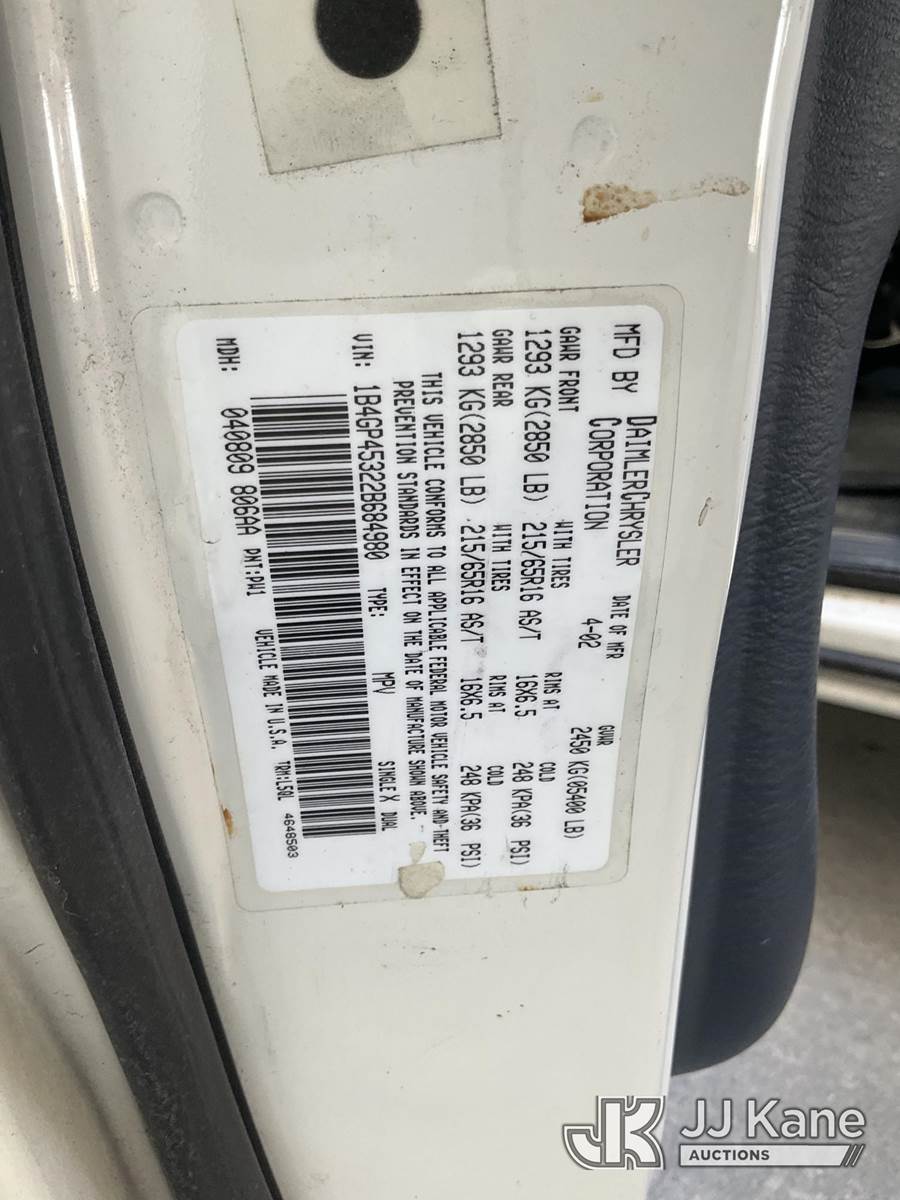 MFD BY DAIMLERCHRYSLER CORPORATION
DATE OF MFR 4-02
GVWR 2450 KG(05400 LB)
GAWR FRONT WITH TIRES RIMS AT COLD
1293 KG(2850 LB) 215/65R16 AS/T 16X6.5 248 KPA(36 PSI)
GAWR REAR WITH TIRES RIMS AT COLD
1293 KG(2850 LB) 215/65R16 AS/T 16X6.5 248 KPA(36 PSI)
THIS VEHICLE CONFORMS TO ALL APPLICABLE FEDERAL MOTOR VEHICLE SAFETY AND THEFT
PREVENTION STANDARDS IN EFFECT ON THE DATE OF MANUFACTURE SHOWN ABOVE.
VIN: 1B4GP45322B684980 TYPE: MPV SINGLE X DUAL
MDH: 040809 806AA PNT:PW1 VEHICLE MADE IN U.S.A. TRM:L5QL 4648503
JK JJ Kane
AUCTIONS